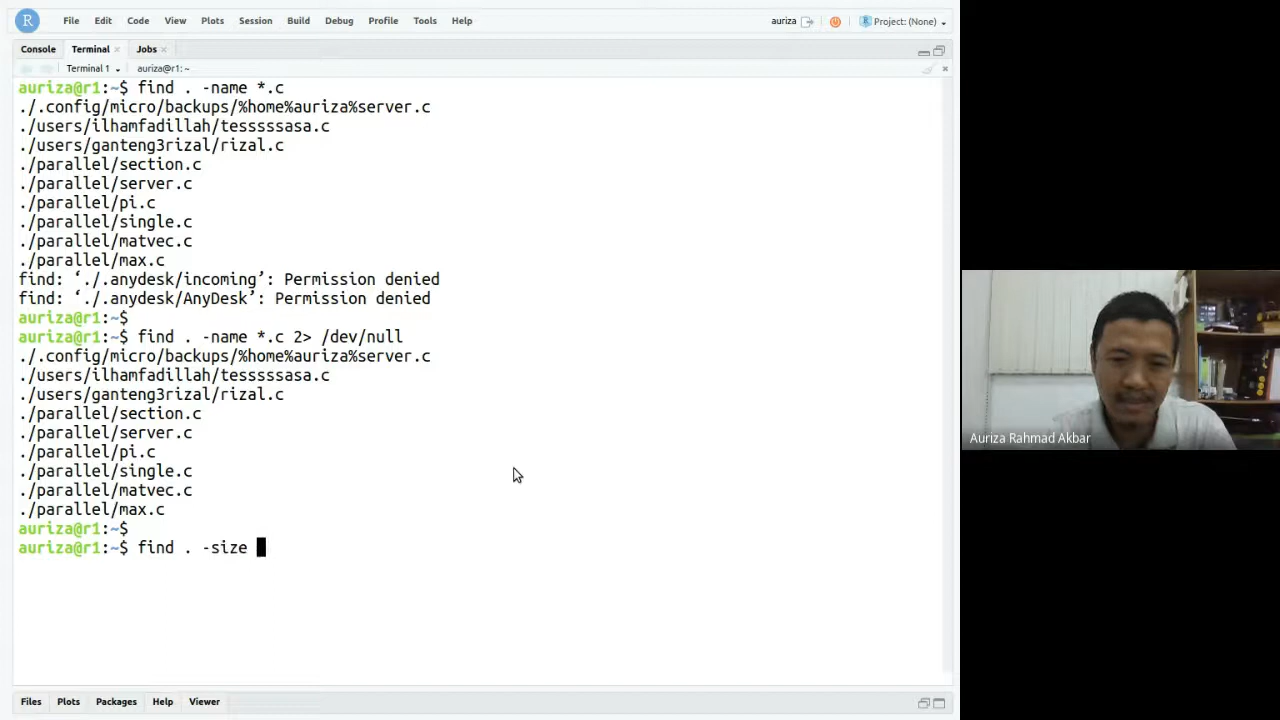 R File Edit Code View Plots Session Build Debug Profile Tools Help auriza R Project: (None)
Console Terminal Jobs
Terminal 1 auriza@r1: ~
auriza@r1:~$ find . -name *.c
./.config/micro/backups/%home%auriza%server.c
./users/ilhamfadillah/tesssssasa.c
./users/ganteng3rizal/rizal.c
./parallel/section.c
./parallel/server.c
./parallel/pi.c
./parallel/single.c
./parallel/matvec.c
./parallel/max.c
find: ‘./.anydesk/incoming’: Permission denied
find: ‘./.anydesk/AnyDesk’: Permission denied
auriza@r1:~$
auriza@r1:~$ find . -name *.c 2> /dev/null
./.config/micro/backups/%home%auriza%server.c
./users/ilhamfadillah/tesssssasa.c
./users/ganteng3rizal/rizal.c
./parallel/section.c
./parallel/server.c
./parallel/pi.c
./parallel/single.c
./parallel/matvec.c
./parallel/max.c
auriza@r1:~$
auriza@r1:~$ find . -size
Files Plots Packages Help Viewer
Auriza Rahmad Akbar